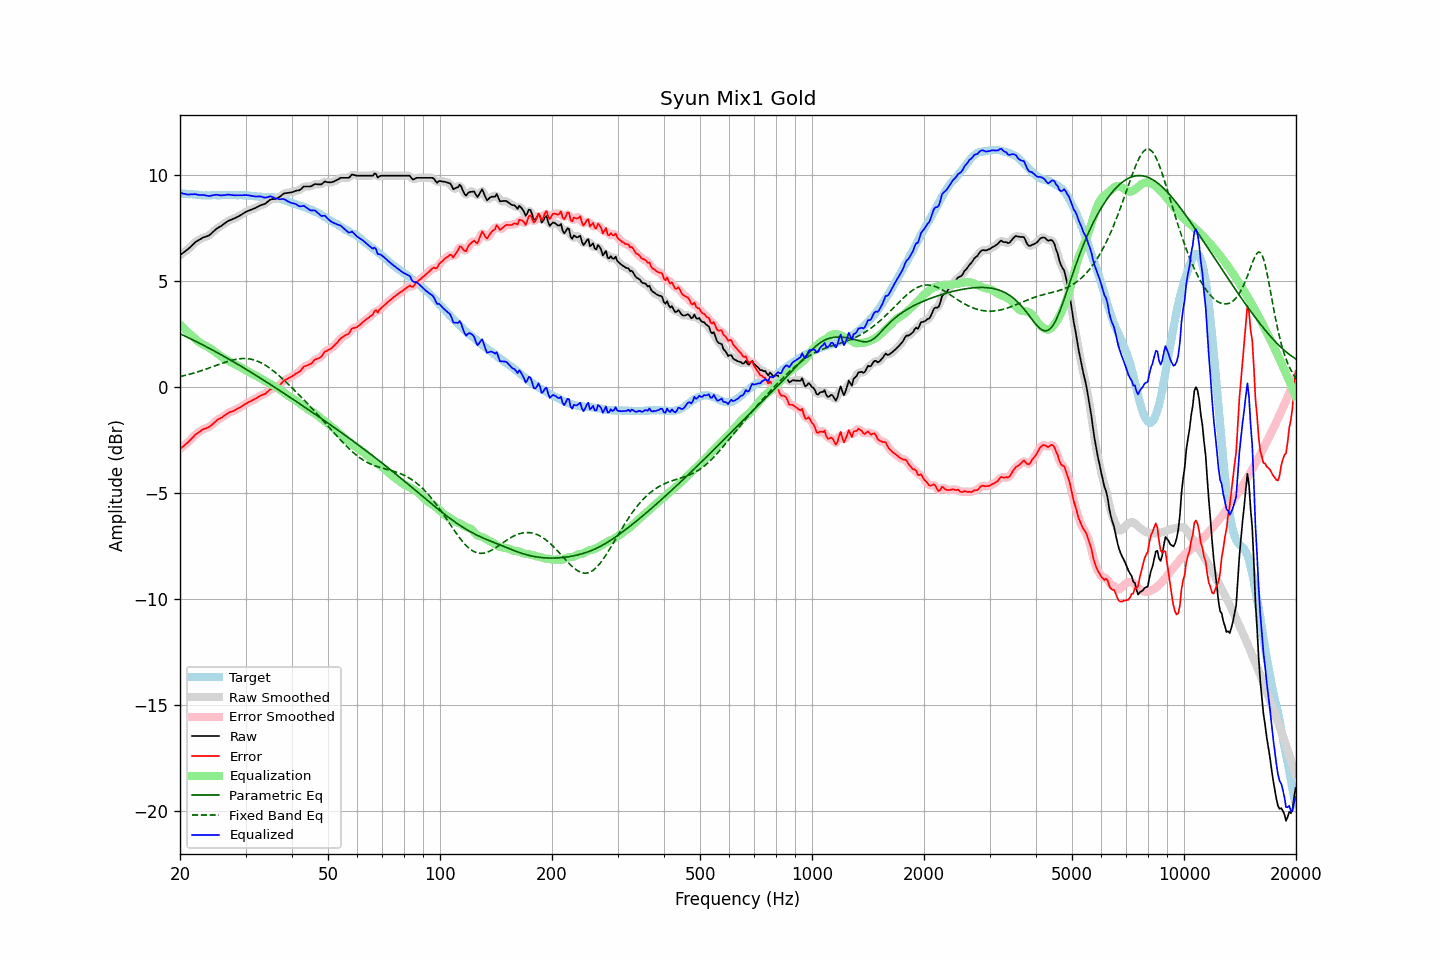 Syun Mix1 Gold
Amplitude (dBr)
10
5
0
−5
−10
−15
−20
Target
Raw Smoothed
Error Smoothed
Raw
Error
Equalization
Parametric Eq
Fixed Band Eq
Equalized
20 50 100 200 500 1000 2000 5000 10000 20000
Frequency (Hz)